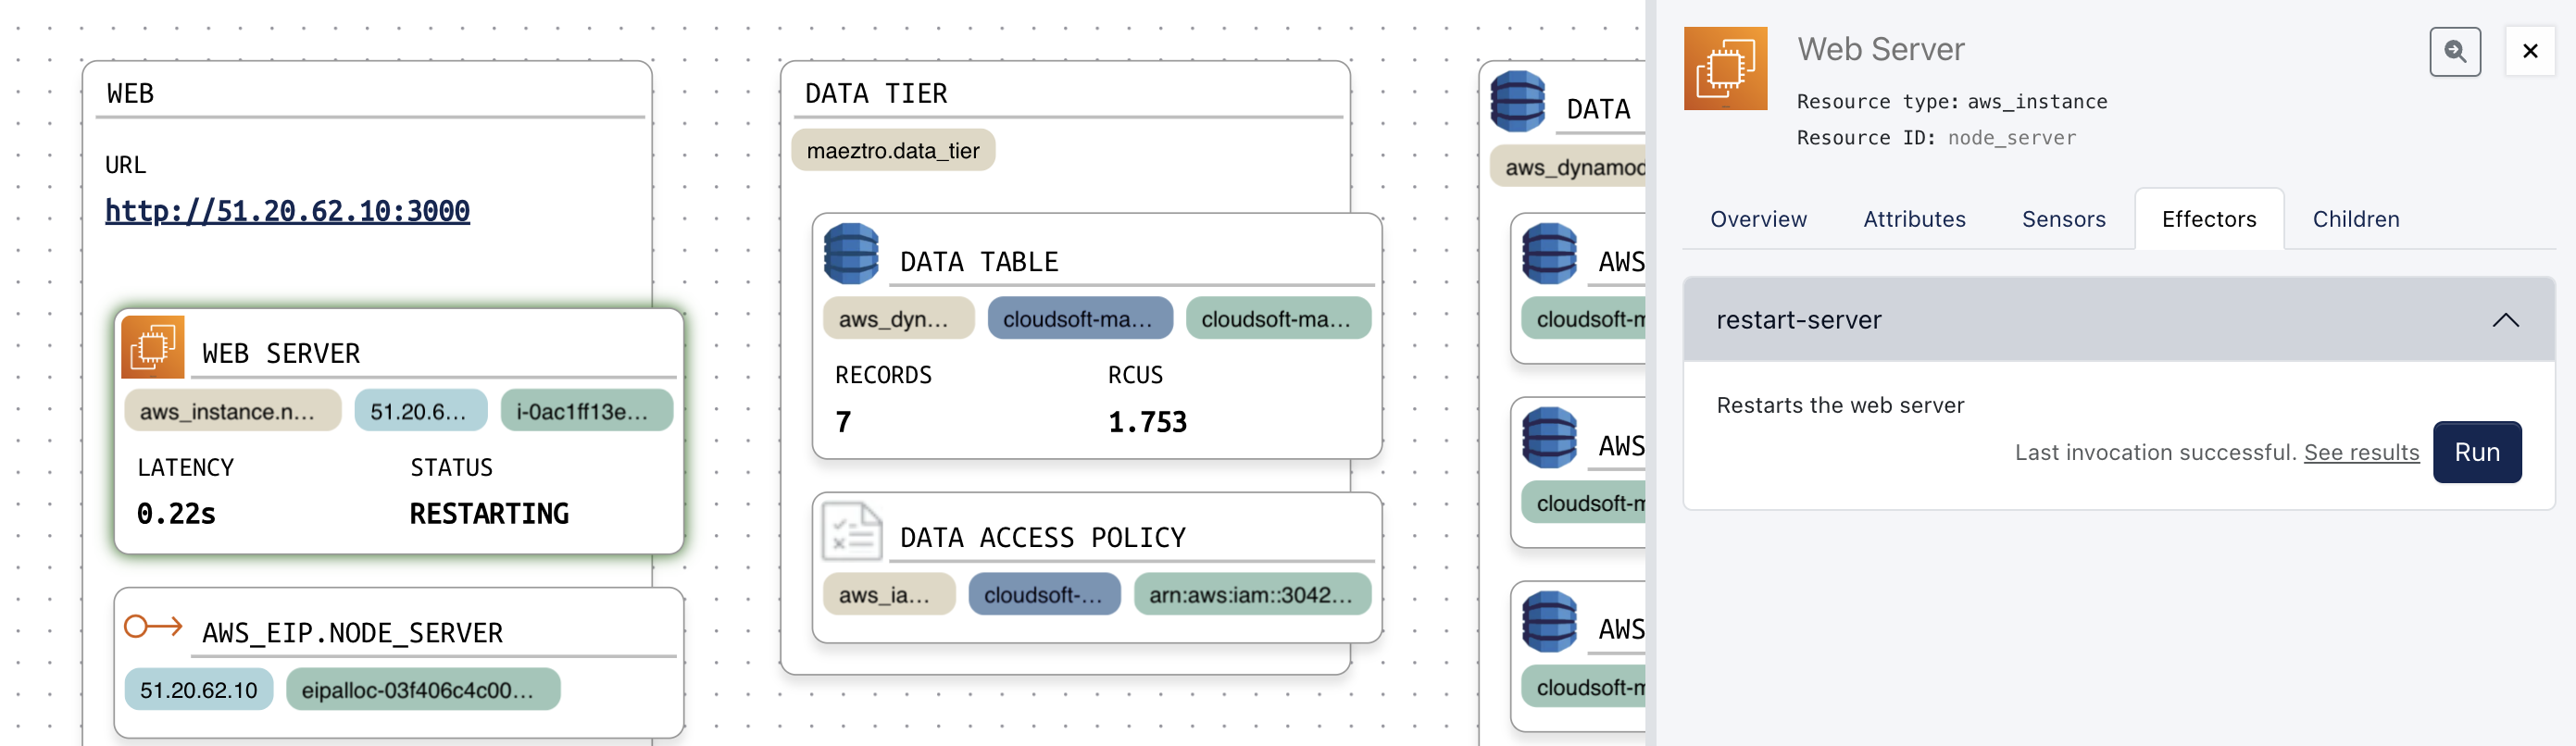 WEB
URL
http://51.20.62.10:3000
WEB SERVER
aws_instance.n...
51.20.6...
i-0ac1ff13e...
LATENCY
STATUS
0.22s
RESTARTING
AWS_EIP.NODE_SERVER
51.20.62.10
eipalloc-03f406c4c00...
DATA TIER
maeztro.data_tier
DATA TABLE
aws_dyn...
cloudsoft-ma...
cloudsoft-ma...
RECORDS
RCUS
7
1.753
DATA ACCESS POLICY
aws_ia...
cloudsoft-...
arn:aws:iam::3042...
DATA
aws_dynamod
AWS
cloudsoft-m
AWS
cloudsoft-m
AWS
cloudsoft-m
Web Server
Resource type: aws_instance
Resource ID: node_server
Overview
Attributes
Sensors
Effectors
Children
restart-server
Restarts the web server
Last invocation successful. See results
Run